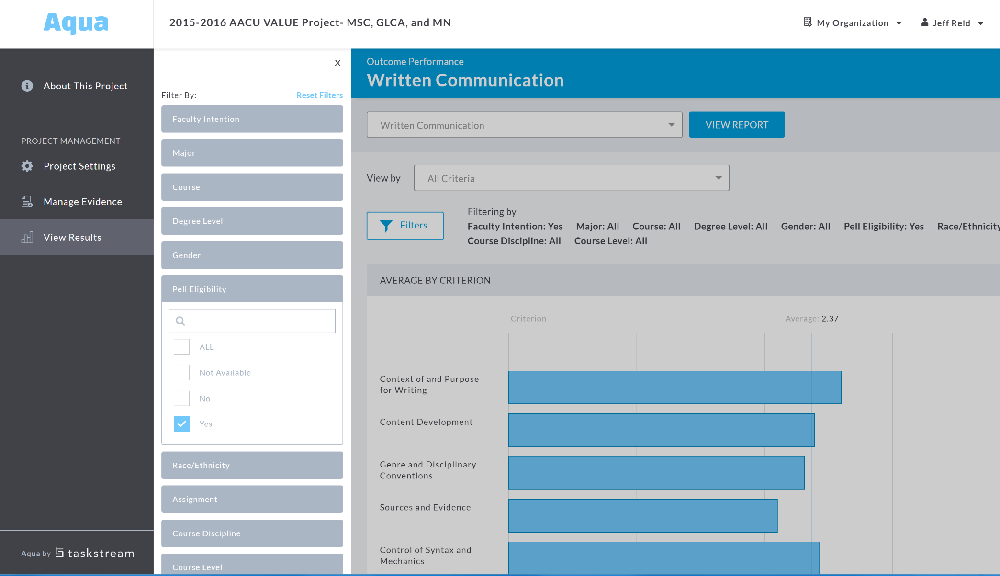 Aqua
2015-2016 AACU VALUE Project- MSC, GLCA, and MN
My Organization
Jeff Reid
About This Project
PROJECT MANAGEMENT
Project Settings
Manage Evidence
View Results
Aqua by taskstream
X
Filter By:
Reset Filters
Faculty Intention
Major
Course
Degree Level
Gender
Pell Eligibility
ALL
Not Available
No
Yes
Race/Ethnicity
Assignment
Course Discipline
Course Level
Outcome Performance
Written Communication
Written Communication
VIEW REPORT
View by
All Criteria
Filters
Filtering by
Faculty Intention: Yes Major: All Course: All Degree Level: All Gender: All Pell Eligibility: Yes Race/Ethnicity
Course Discipline: All Course Level: All
AVERAGE BY CRITERION
Criterion
Average: 2.37
Context of and Purpose
for Writing
Content Development
Genre and Disciplinary
Conventions
Sources and Evidence
Control of Syntax and
Mechanics